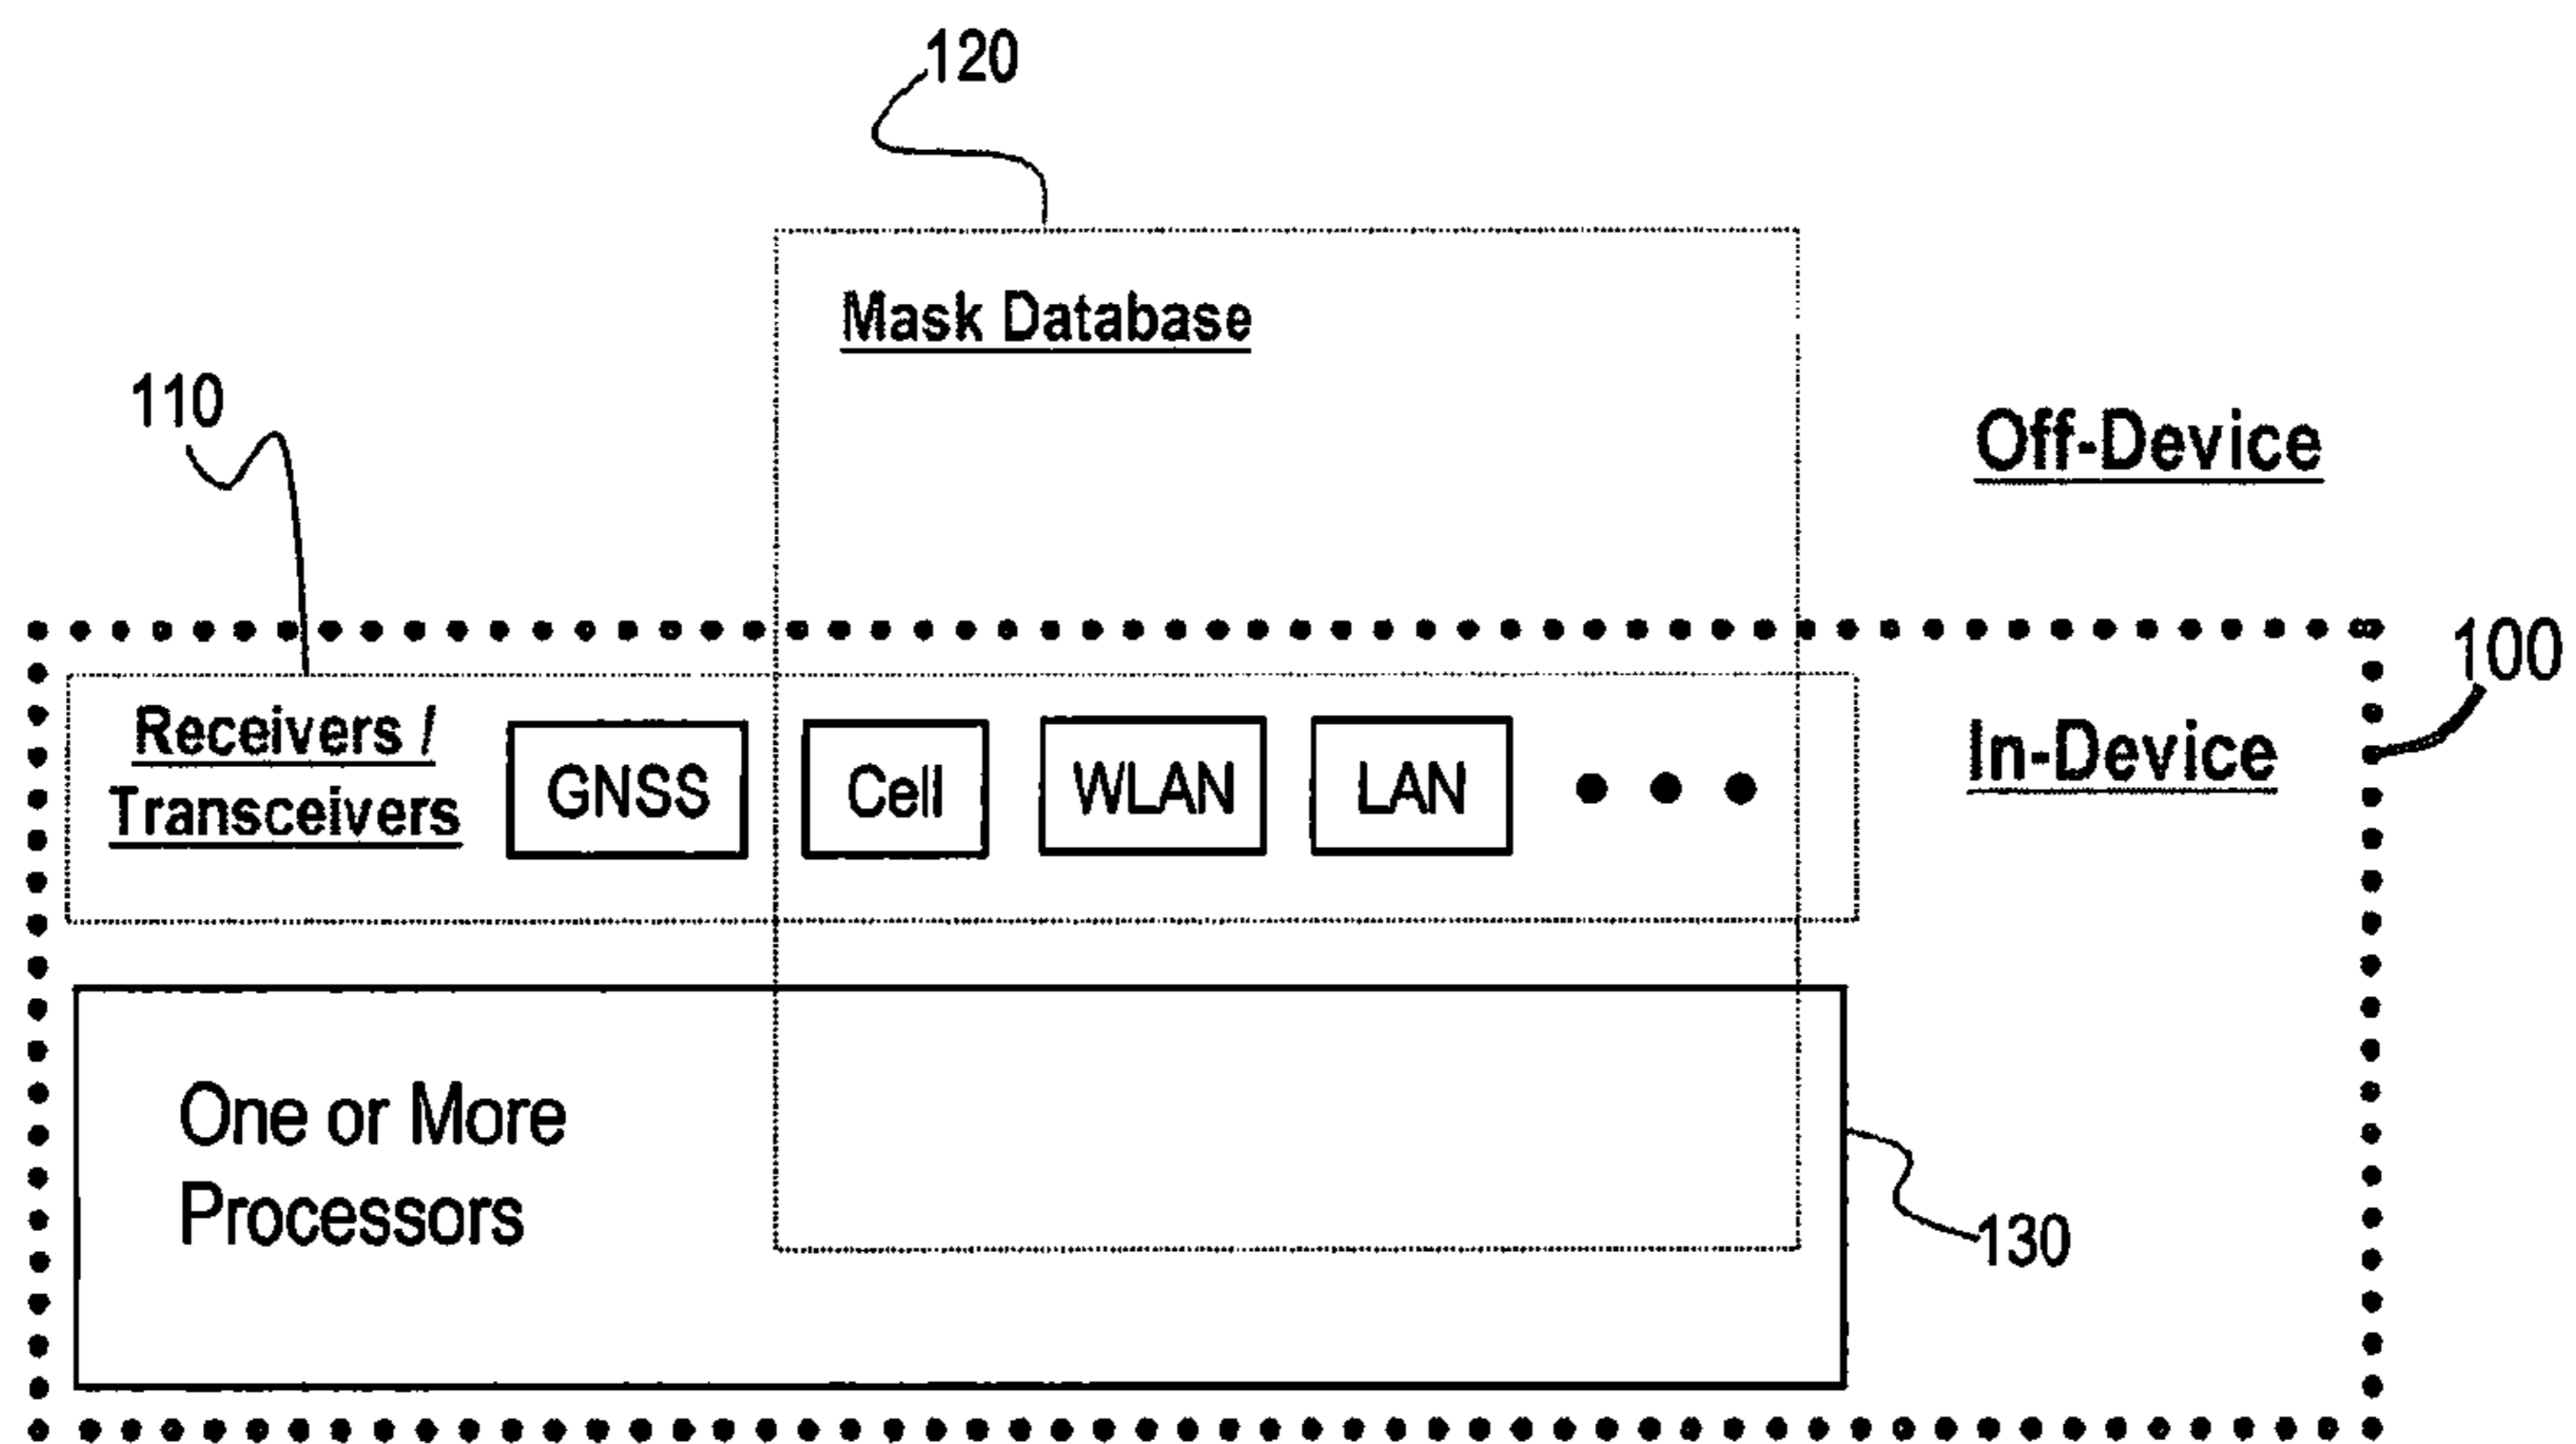 120
Mask Database
110
Off-Device
100
Receivers /
Transceivers
GNSS
Cell
WLAN
LAN
In-Device
One or More
Processors
130